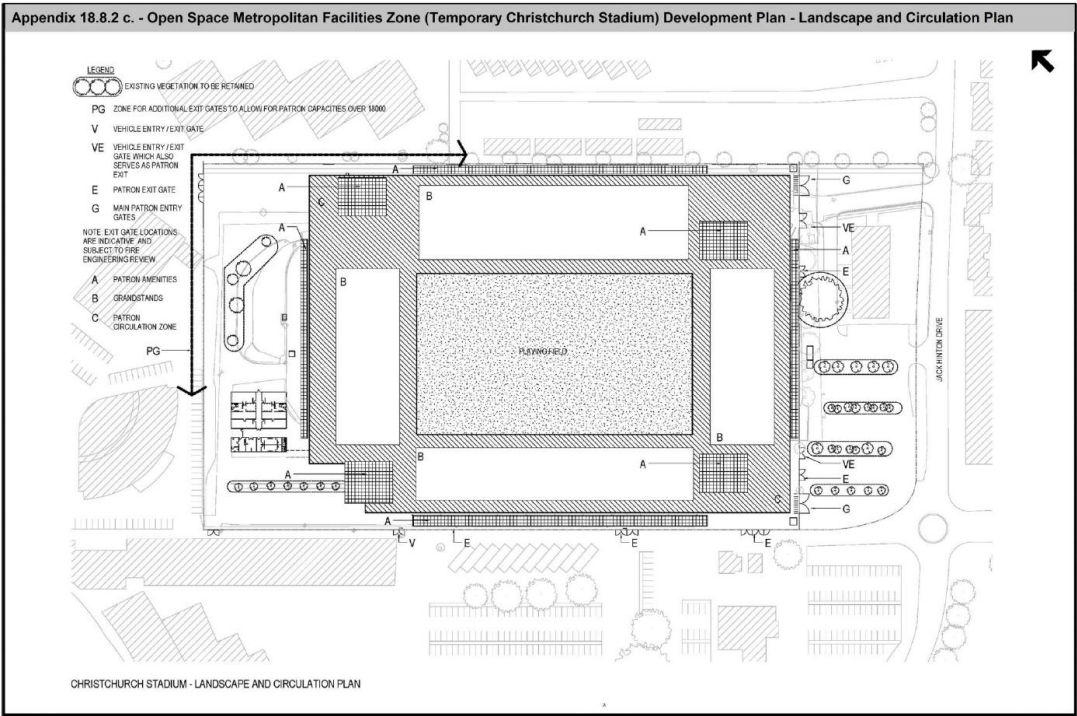 Appendix 18.8.2 c. - Open Space Metropolitan Facilities Zone (Temporary Christchurch Stadium) Development Plan - Landscape and Circulation Plan
LEGEND
EXISTING VEGETATION TO BE RETAINED
PG ZONE FOR ADDITIONAL EXIT GATES TO ALLOW FOR PATRON CAPACITIES OVER 18000
V VEHICLE ENTRY / EXIT GATE
VE VEHICLE ENTRY / EXIT
GATE WHICH ALSO
SERVES AS PATRON
EXIT
E PATRON EXIT GATE
G MAIN PATRON ENTRY
GATES
NOTE: EXIT GATE LOCATIONS
ARE INDICATIVE AND
SUBJECT TO FIRE
ENGINEERING REVIEW
A PATRON AMENITIES
B GRANDSTANDS
C PATRON
CIRCULATION ZONE
PG
A
A
C
B
G
A
A
VE
A
B
E
PLAYING FIELD
JACK HINTON DRIVE
B
B
A
A
VE
E
C
G
A
V
E
E
E
CHRISTCHURCH STADIUM - LANDSCAPE AND CIRCULATION PLAN